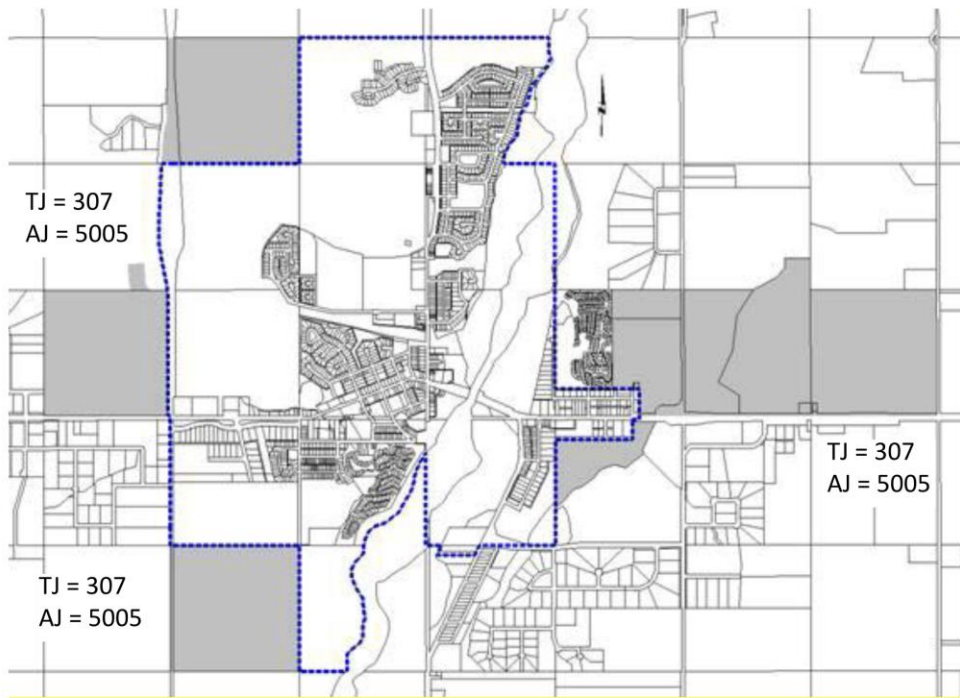 N
TJ = 307
AJ = 5005
TJ = 307
AJ = 5005
TJ = 307
AJ = 5005